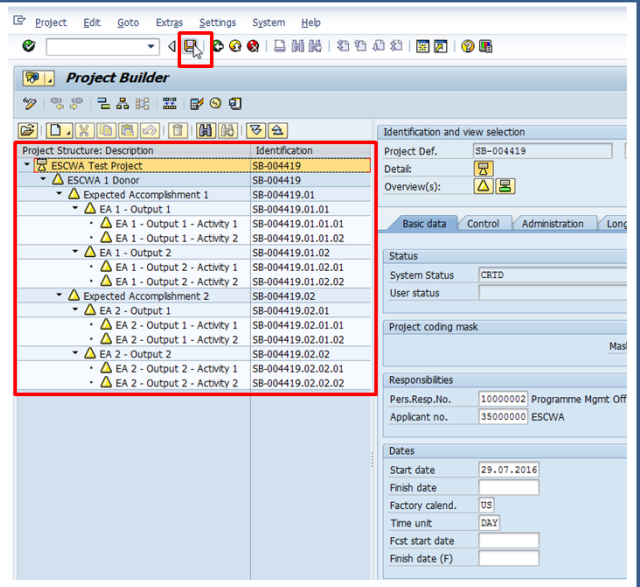 Project Edit Goto Extras Settings System Help
Project Builder
Project Structure: Description Identification
ESCWA Test Project SB-004419
ESCWA 1 Donor SB-004419
Expected Accomplishment 1 SB-004419.01
EA 1 - Output 1 SB-004419.01.01
EA 1 - Output 1 - Activity 1 SB-004419.01.01.01
EA 1 - Output 1 - Activity 2 SB-004419.01.01.02
EA 1 - Output 2 SB-004419.01.02
EA 1 - Output 2 - Activity 1 SB-004419.01.02.01
EA 1 - Output 2 - Activity 2 SB-004419.01.02.02
Expected Accomplishment 2 SB-004419.02
EA 2 - Output 1 SB-004419.02.01
EA 2 - Output 1 - Activity 1 SB-004419.02.01.01
EA 2 - Output 1 - Activity 2 SB-004419.02.01.02
EA 2 - Output 2 SB-004419.02.02
EA 2 - Output 2 - Activity 1 SB-004419.02.02.01
EA 2 - Output 2 - Activity 2 SB-004419.02.02.02
Identification and view selection
Project Def. SB-004419
Detail:
Overview(s):
Basic data Control Administration Long
Status
System Status CRTD
User status
Project coding mask
Mas
Responsibilities
Pers.Resp.No. 10000002 Programme Mgmt Off
Applicant no. 35000000 ESCWA
Dates
Start date 29.07.2016
Finish date
Factory calend. US
Time unit DAY
Fcst start date
Finish date (F)